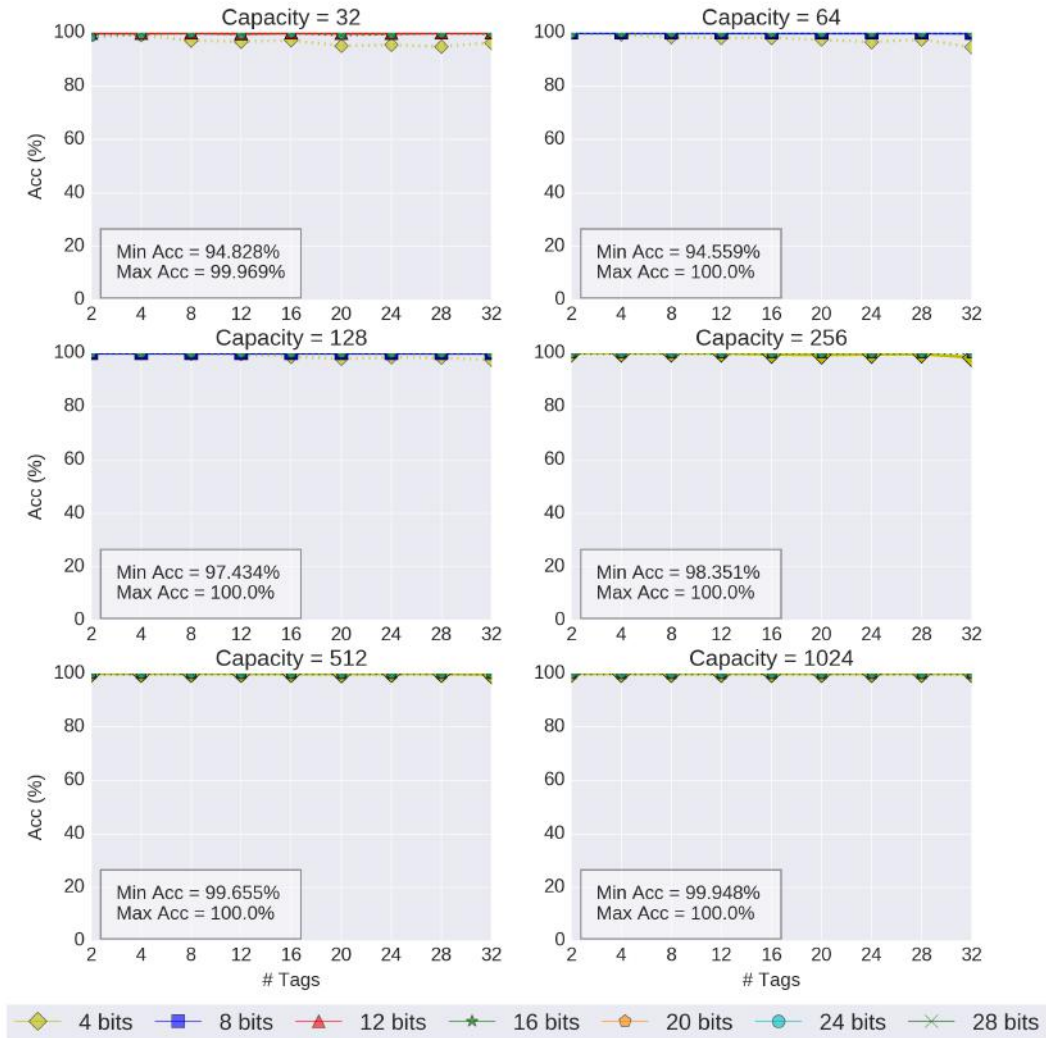 Capacity = 32
Capacity = 64
100
80
60
40
20
0
Acc (%)
Min Acc = 94.828%
Max Acc = 99.969%
2 4 8 12 16 20 24 28 32
100
80
60
40
20
0
Min Acc = 94.559%
Max Acc = 100.0%
2 4 8 12 16 20 24 28 32
Capacity = 128
Capacity = 256
100
80
60
40
20
0
Acc (%)
Min Acc = 97.434%
Max Acc = 100.0%
2 4 8 12 16 20 24 28 32
100
80
60
40
20
0
Min Acc = 98.351%
Max Acc = 100.0%
2 4 8 12 16 20 24 28 32
Capacity = 512
Capacity = 1024
100
80
60
40
20
0
Acc (%)
Min Acc = 99.655%
Max Acc = 100.0%
2 4 8 12 16 20 24 28 32
# Tags
100
80
60
40
20
0
Min Acc = 99.948%
Max Acc = 100.0%
2 4 8 12 16 20 24 28 32
# Tags
4 bits 8 bits 12 bits 16 bits 20 bits 24 bits 28 bits